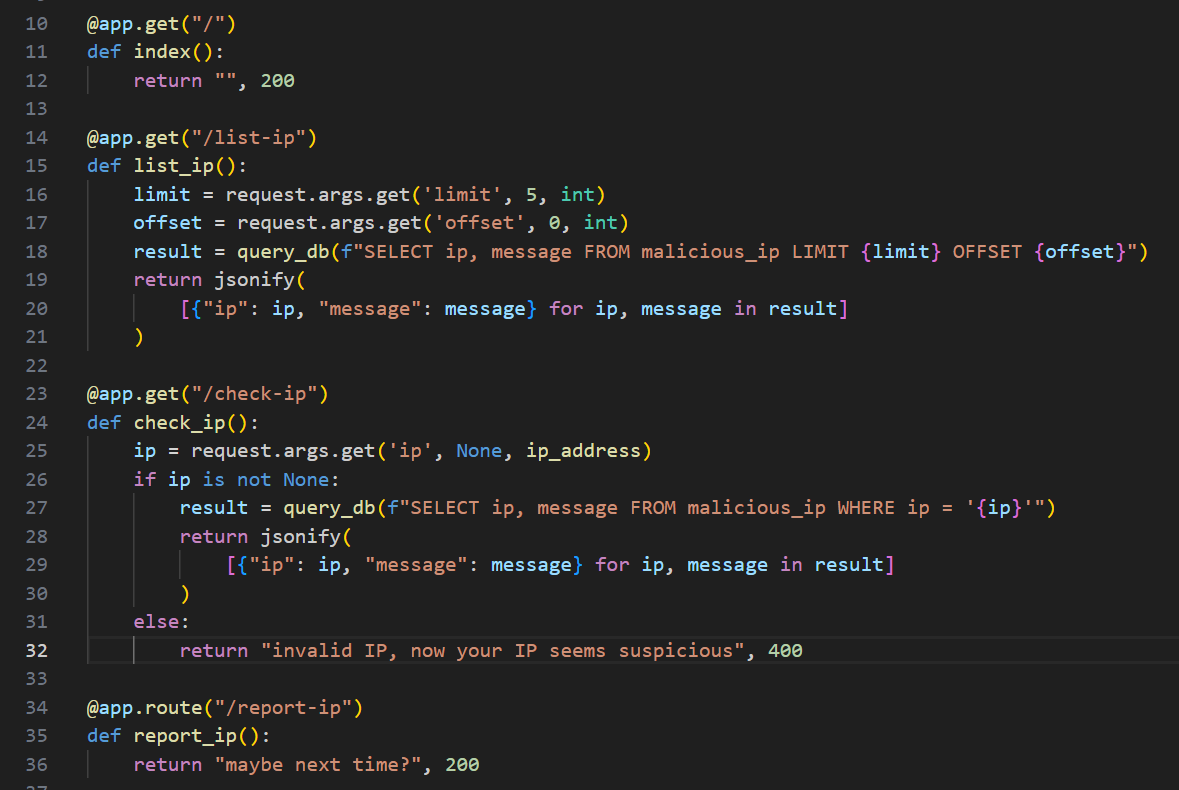 10 @app.get("/")
11 def index():
12     return "", 200
13
14 @app.get("/list-ip")
15 def list_ip():
16     limit = request.args.get('limit', 5, int)
17     offset = request.args.get('offset', 0, int)
18     result = query_db(f"SELECT ip, message FROM malicious_ip LIMIT {limit} OFFSET {offset}")
19     return jsonify(
20         [{"ip": ip, "message": message} for ip, message in result]
21     )
22
23 @app.get("/check-ip")
24 def check_ip():
25     ip = request.args.get('ip', None, ip_address)
26     if ip is not None:
27         result = query_db(f"SELECT ip, message FROM malicious_ip WHERE ip = '{ip}'")
28         return jsonify(
29             [{"ip": ip, "message": message} for ip, message in result]
30         )
31     else:
32         return "invalid IP, now your IP seems suspicious", 400
33
34 @app.route("/report-ip")
35 def report_ip():
36     return "maybe next time?", 200